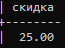 | скидка
+--------
|  25.00